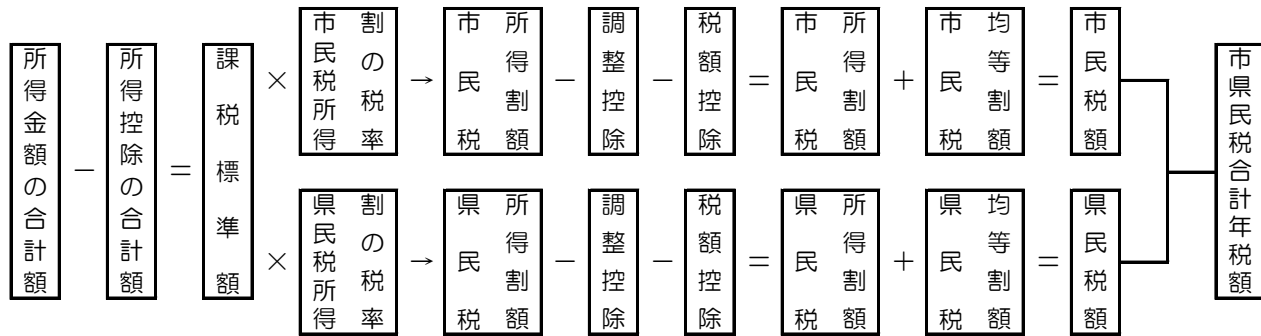 所得金額の合計額
－
所得控除の合計額
＝
課税標準額
×
市民税所得
割の税率
→
市民税
所得割額
－
調整控除
－
税額控除
＝
市民税
所得割額
＋
市民税
均等割額
＝
市民税額
×
県民税所得
割の税率
→
県民税
所得割額
－
調整控除
－
税額控除
＝
県民税
所得割額
＋
県民税
均等割額
＝
県民税額
市県民税合計年税額